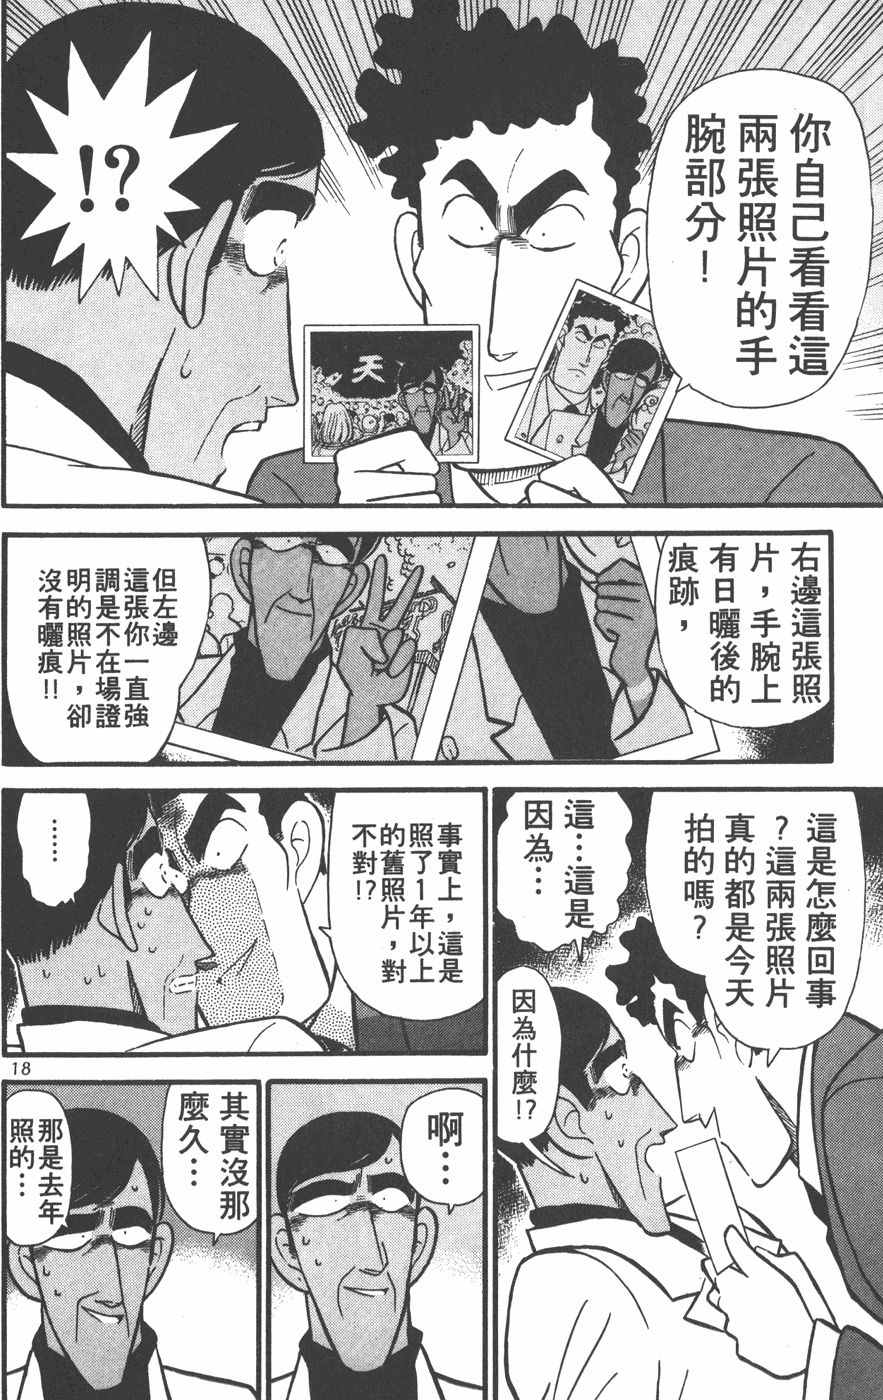 你自己看看這
兩張照片的手
腕部分！
!?
天
右邊這張照
片，手腕上
有日曬後的
痕跡，
但左邊
這張你一直強
調是不在場證
明的照片，卻
沒有曬痕!!
這是怎麼回事
？這兩張照片
真的都是今天
拍的嗎？
這…這是
因為…
因為什麼!?
事實上，這是
照了1年以上
的舊照片，對
不對!?
……
18
啊…
其實沒那
麼久…
那是去年
照的…